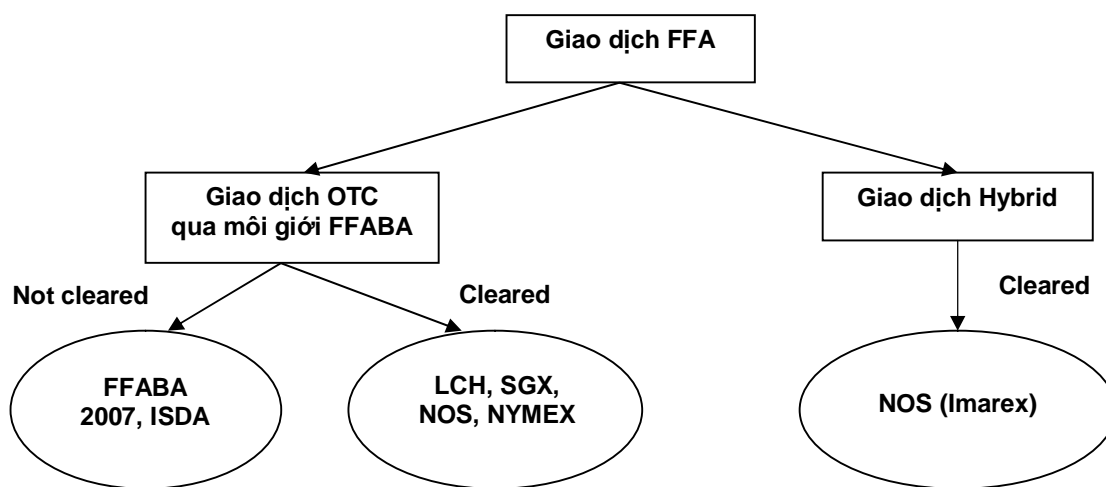 Giao dịch FFA
Giao dịch OTC
qua môi giới FFABA
Giao dịch Hybrid
Not cleared
Cleared
Cleared
FFABA
2007, ISDA
LCH, SGX,
NOS, NYMEX
NOS (Imarex)